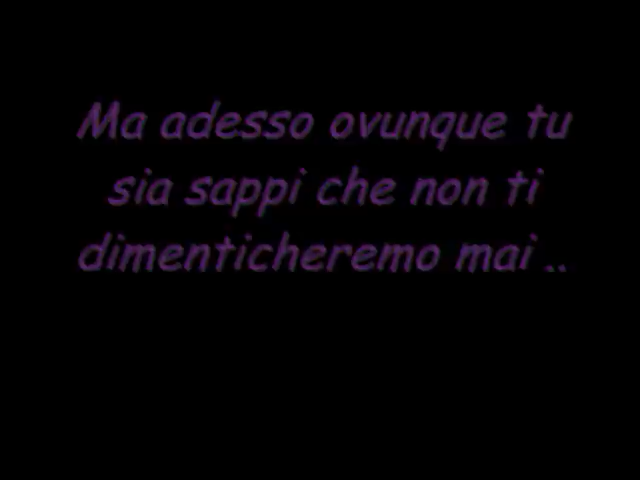 Ma adesso ovunque tu
sia sappi che non ti
dimenticheremo mai ..